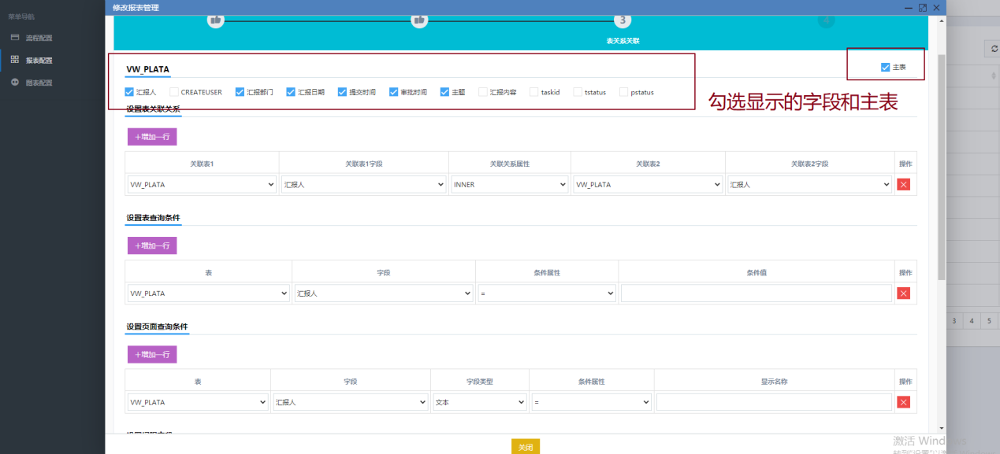 修改报表管理
菜单导航
流程配置
报表配置
图表配置
3
4
表关系关联
VW_PLATA
主表
汇报人 CREATEUSER 汇报部门 汇报日期 提交时间 审批时间 主题 汇报内容 taskid tstatus pstatus
勾选显示的字段和主表
设置表关联关系
+增加一行
关联表1 关联表1字段 关联关系属性 关联表2 关联表2字段 操作
VW_PLATA 汇报人 INNER VW_PLATA 汇报人
设置表查询条件
+增加一行
表 字段 条件属性 条件值 操作
VW_PLATA 汇报人 =
3 4 5
设置页面查询条件
+增加一行
表 字段 字段类型 条件属性 显示名称 操作
VW_PLATA 汇报人 文本 =
关闭
激活 Windows